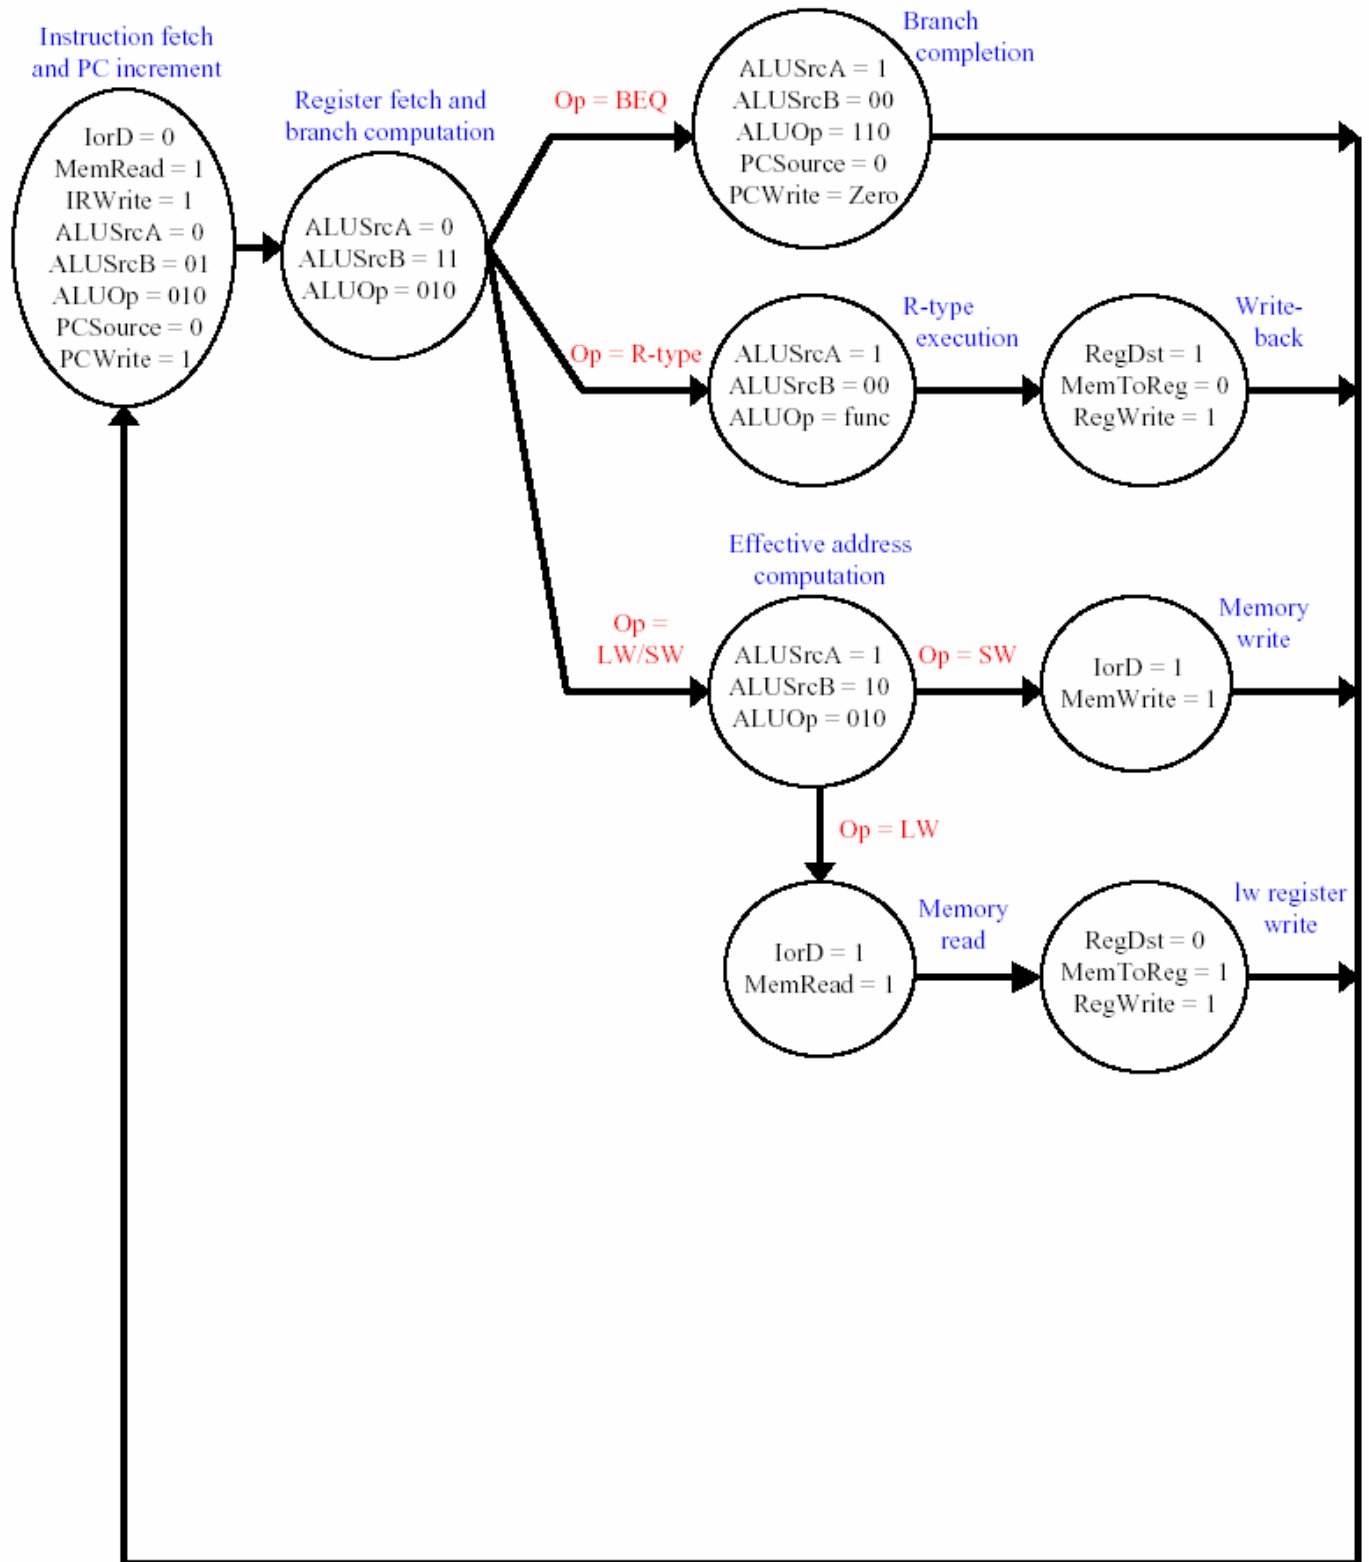 Instruction fetch
and PC increment
IorD = 0
MemRead = 1
IRWrite = 1
ALUSrcA = 0
ALUSrcB = 01
ALUOp = 010
PCSource = 0
PCWrite = 1
Register fetch and
branch computation
ALUSrcA = 0
ALUSrcB = 11
ALUOp = 010
Op = BEQ
Branch
completion
ALUSrcA = 1
ALUSrcB = 00
ALUOp = 110
PCSource = 0
PCWrite = Zero
Op = R-type
R-type
execution
ALUSrcA = 1
ALUSrcB = 00
ALUOp = func
Write-
back
RegDst = 1
MemToReg = 0
RegWrite = 1
Op =
LW/SW
Effective address
computation
ALUSrcA = 1
ALUSrcB = 10
ALUOp = 010
Op = SW
Memory
write
IorD = 1
MemWrite = 1
Op = LW
IorD = 1
MemRead = 1
Memory
read
lw register
write
RegDst = 0
MemToReg = 1
RegWrite = 1